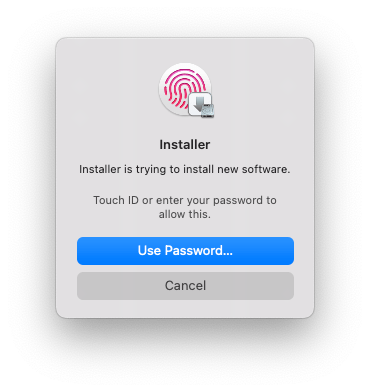 Installer
Installer is trying to install new software.
Touch ID or enter your password to
allow this.
Use Password...
Cancel